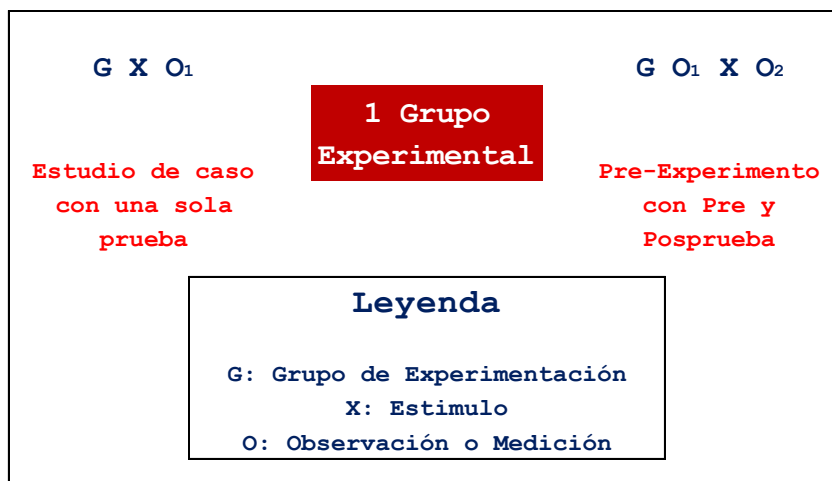 G X O₁
G O₁ X O₂
1 Grupo
Experimental
Estudio de caso
con una sola
prueba
Pre-Experimento
con Pre y
Posprueba
Leyenda
G: Grupo de Experimentación
X: Estimulo
O: Observación o Medición